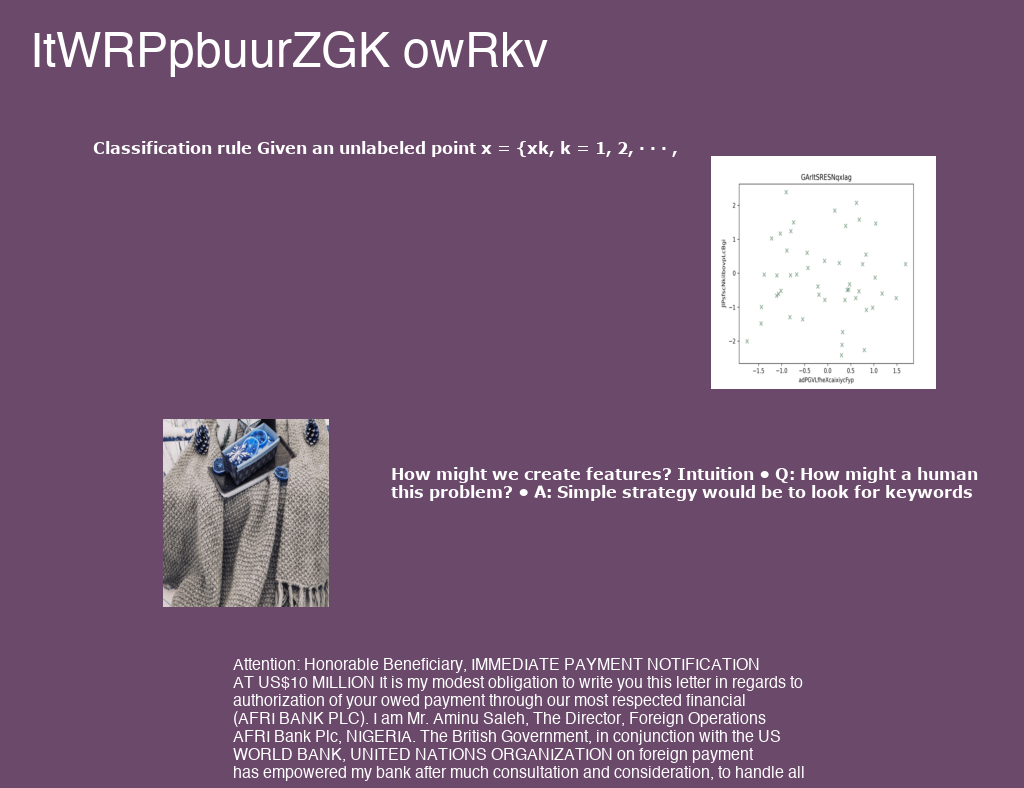 ItWRPpbuurZGK owRkv
Classification rule Given an unlabeled point x = {xk, k = 1, 2, · · · ,
GArltSRESNqxlag
2
1
0
−1
−2
−1.5 −1.0 −0.5 0.0 0.5 1.0 1.5
How might we create features? Intuition ● Q: How might a human
this problem? ● A: Simple strategy would be to look for keywords
Attention: Honorable Beneficiary, IMMEDIATE PAYMENT NOTIFICATION
AT US$10 MILLION It is my modest obligation to write you this letter in regards to
authorization of your owed payment through our most respected financial
(AFRI BANK PLC). I am Mr. Aminu Saleh, The Director, Foreign Operations
AFRI Bank Plc, NIGERIA. The British Government, in conjunction with the US
WORLD BANK, UNITED NATIONS ORGANIZATION on foreign payment
has empowered my bank after much consultation and consideration, to handle all